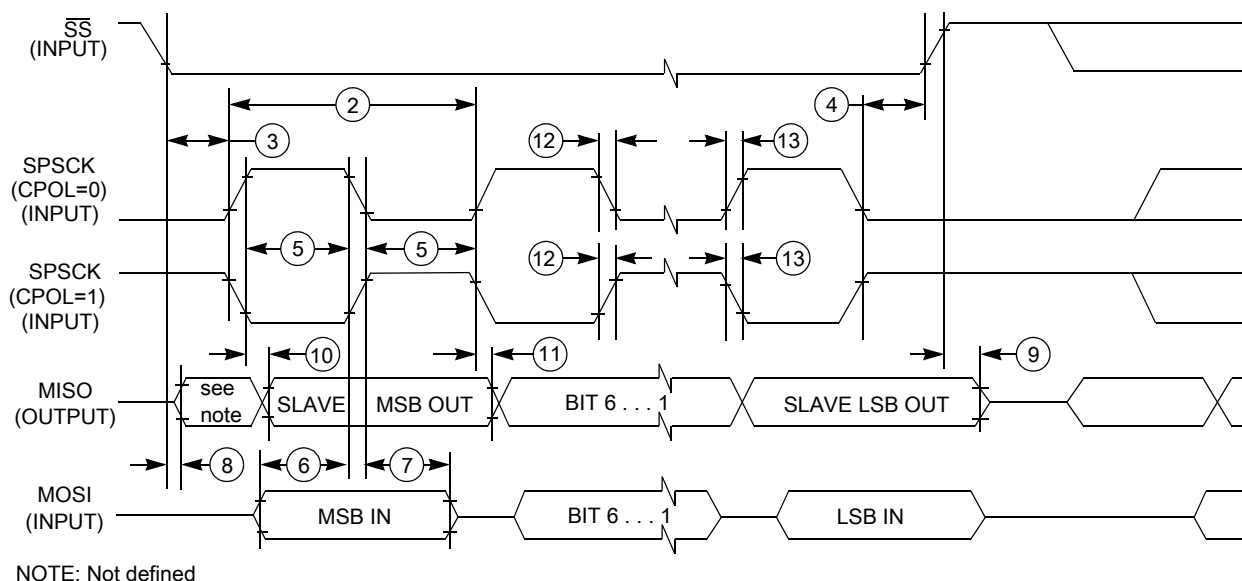 SS
(INPUT)
2
4
3
12
13
SPSCK
(CPOL=0)
(INPUT)
5
5
SPSCK
(CPOL=1)
(INPUT)
12
13
10
11
9
MISO
(OUTPUT)
see
note
SLAVE
MSB OUT
BIT 6 . . . 1
SLAVE LSB OUT
8
6
7
MOSI
(INPUT)
MSB IN
BIT 6 . . . 1
LSB IN
NOTE: Not defined